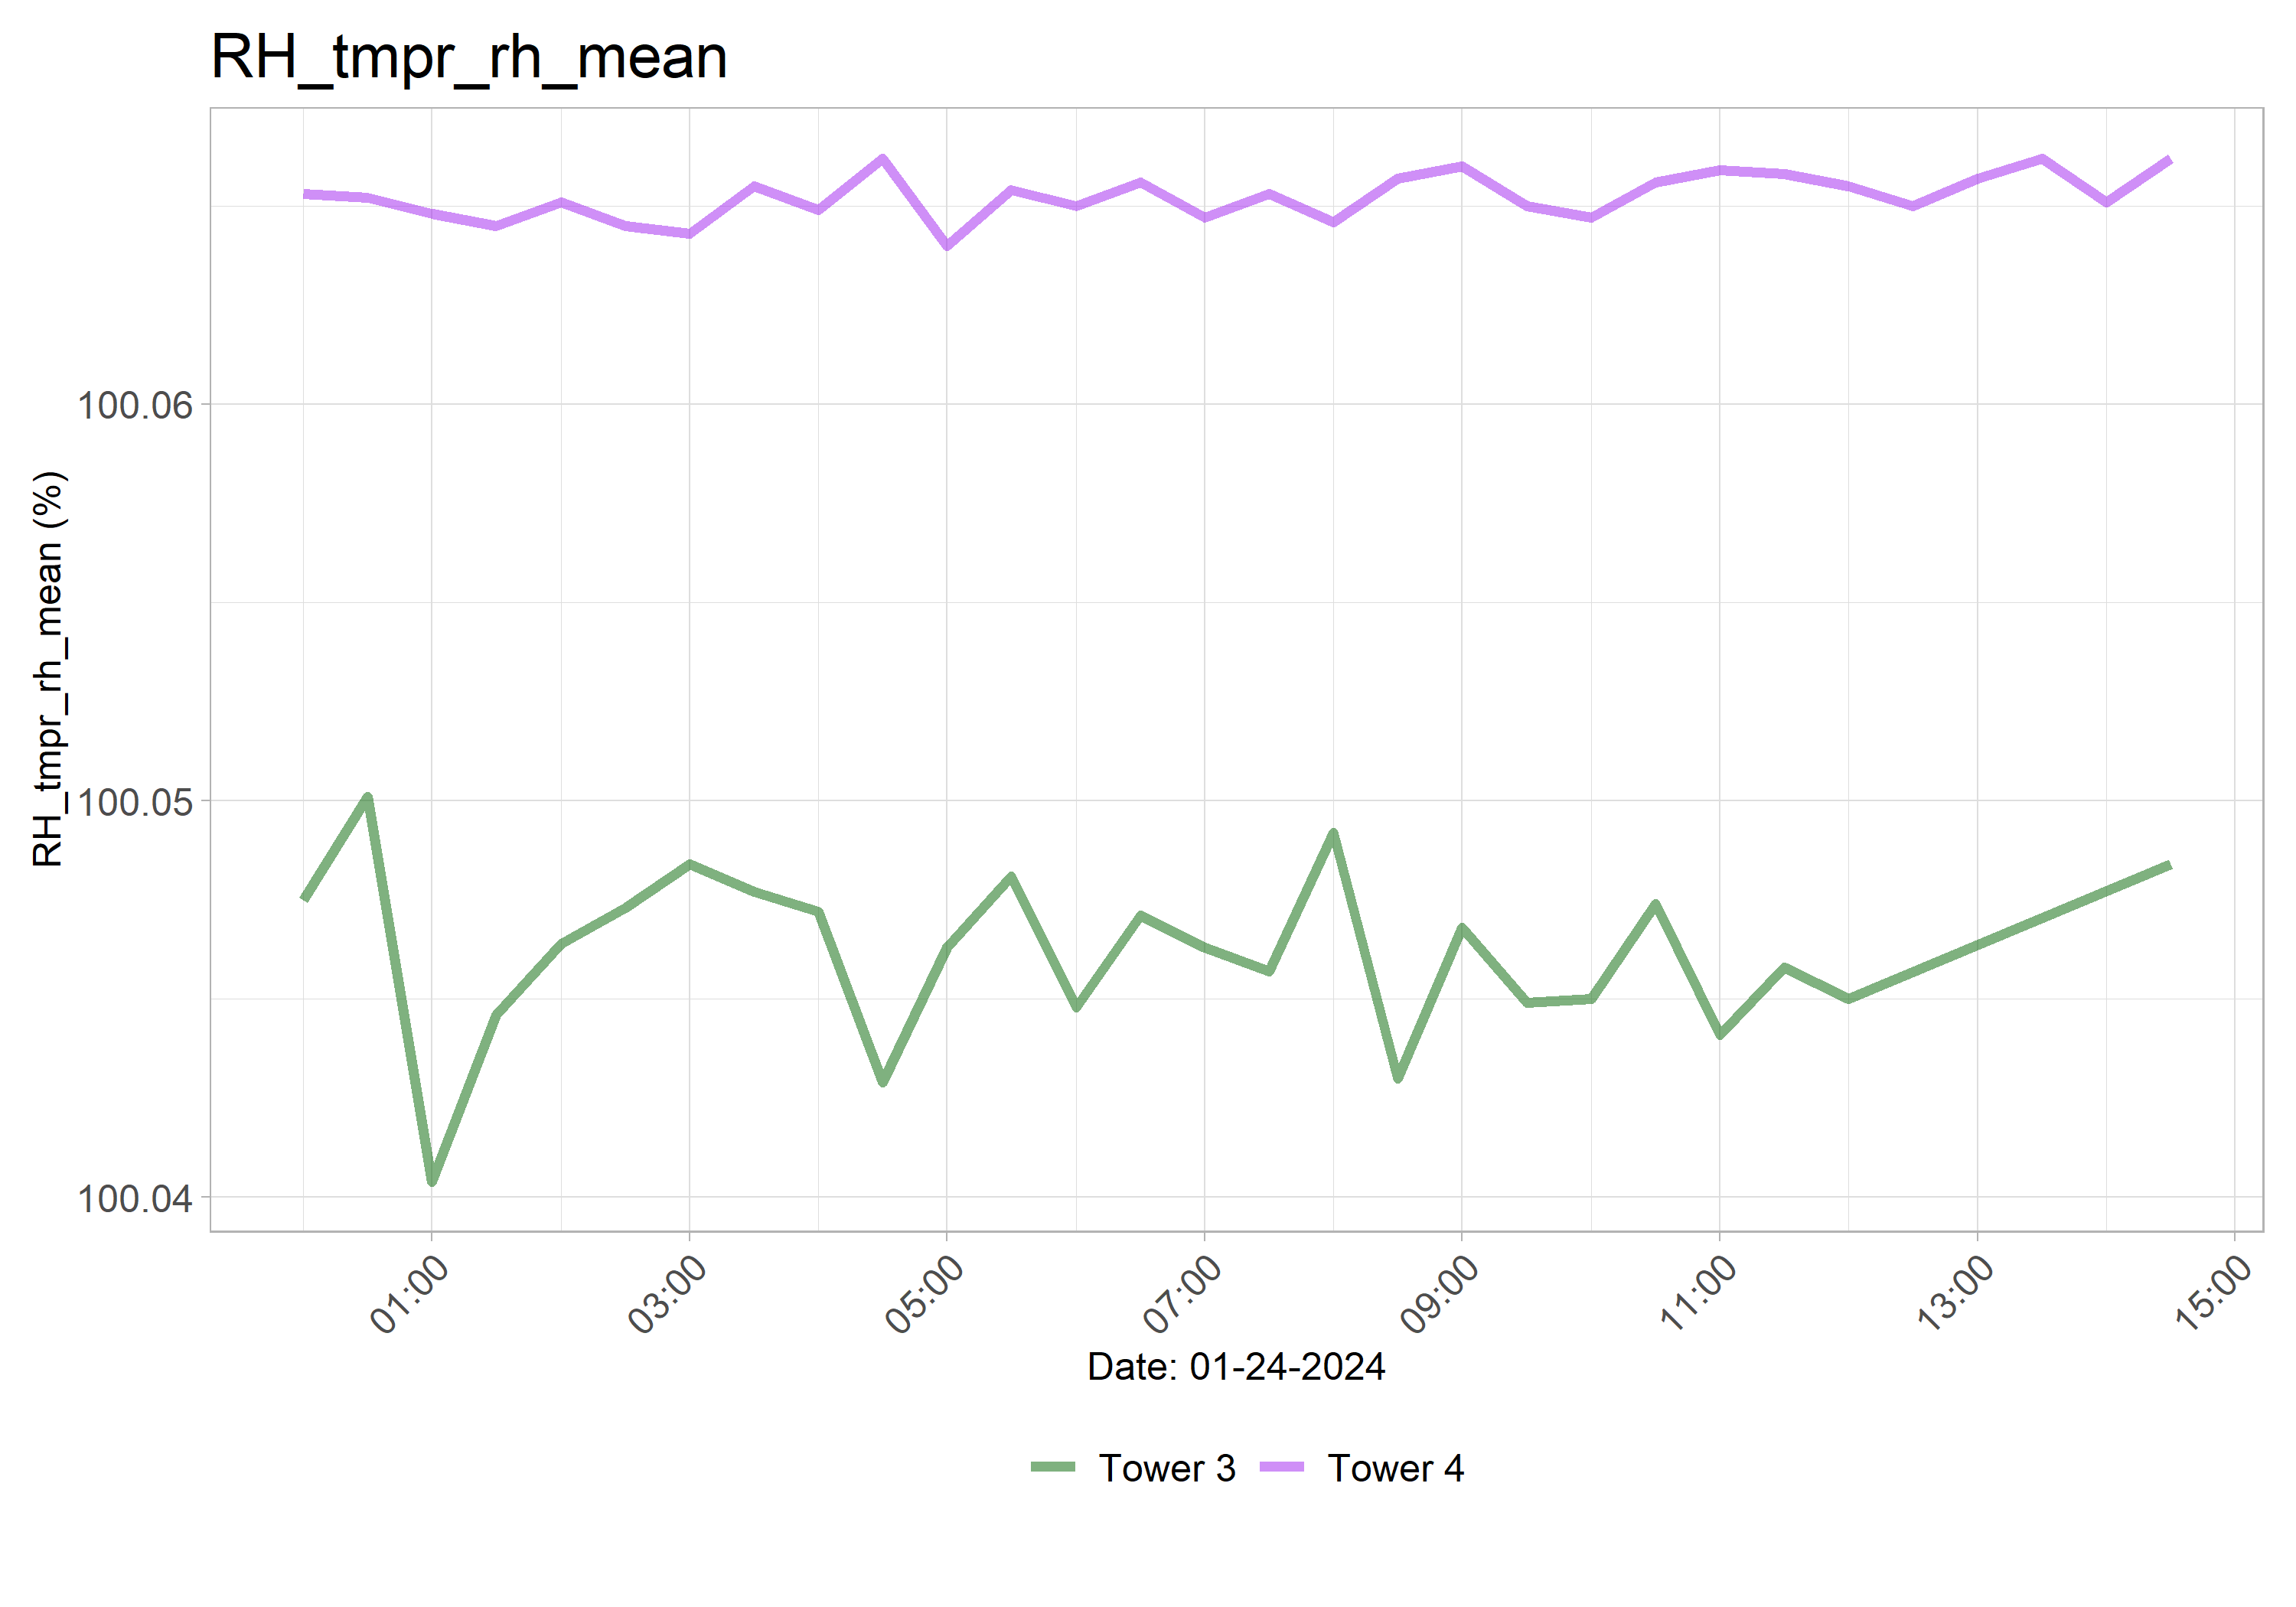 RH_tmpr_rh_mean
RH_tmpr_rh_mean (%)
100.06
100.05
100.04
01:00 03:00 05:00 07:00 09:00 11:00 13:00 15:00
Date: 01-24-2024
Tower 3 Tower 4